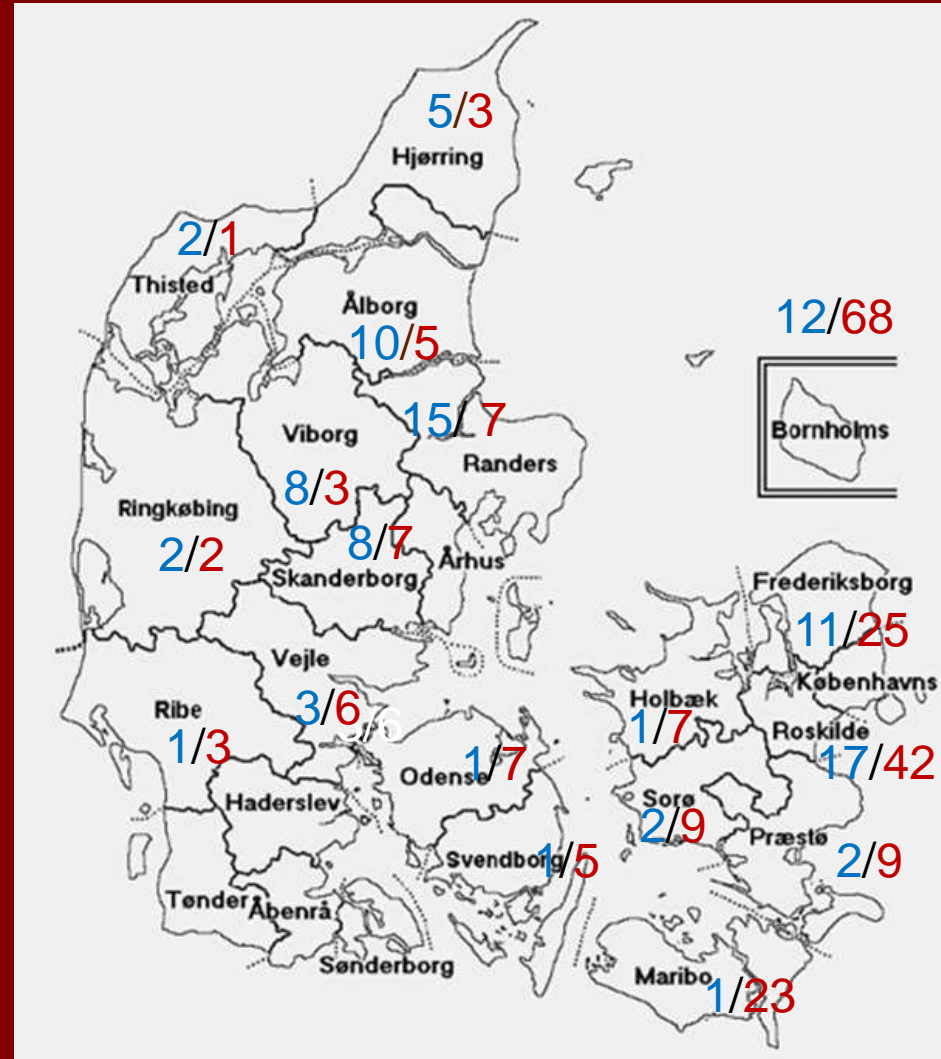 5/3
Hjørring
2/1
Thisted
Ålborg
10/5
12/68
15/ 7
Viborg
Randers
Bornholms
8/3
Ringkøbing
2/2
8/7
Århus
Skanderborg
Frederiksborg
11/25
Vejle
Københavns
3/6
Holbæk
1/7
Ribe
1/3
Roskilde
17/42
Odense
1/7
Haderslev
Sorø
2/9
Præstø
2/9
Svendborg
1/5
Tønder
Åbenrå
Sønderborg
Maribo
1/23